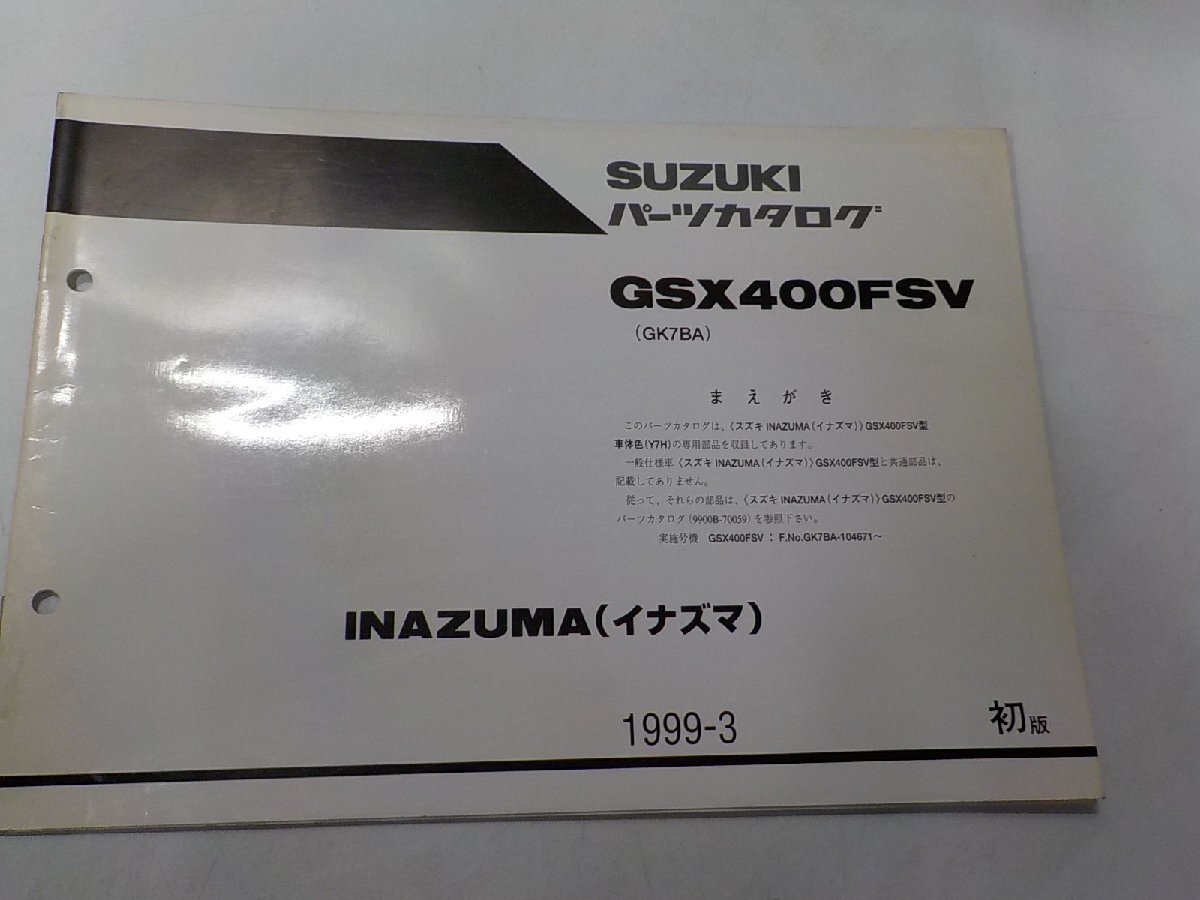 SUZUKI
パーツカタログ
GSX400FSV
(GK7BA)
まえがき
このパーツカタログは、《スズキ INAZUMA(イナズマ)》GSX400FSV型
車体色(Y7H)の専用部品を収録してあります。
一般仕様車《スズキ INAZUMA(イナズマ)》GSX400FSV型と共通部品は、
記載してありません。
従って、それらの部品は、《スズキ INAZUMA(イナズマ)》GSX400FSV型の
パーツカタログ(9900B-70059)を参照下さい。
実施号機 GSX400FSV : F.No.GK7BA-104671~
INAZUMA(イナズマ)
1999-3
初版